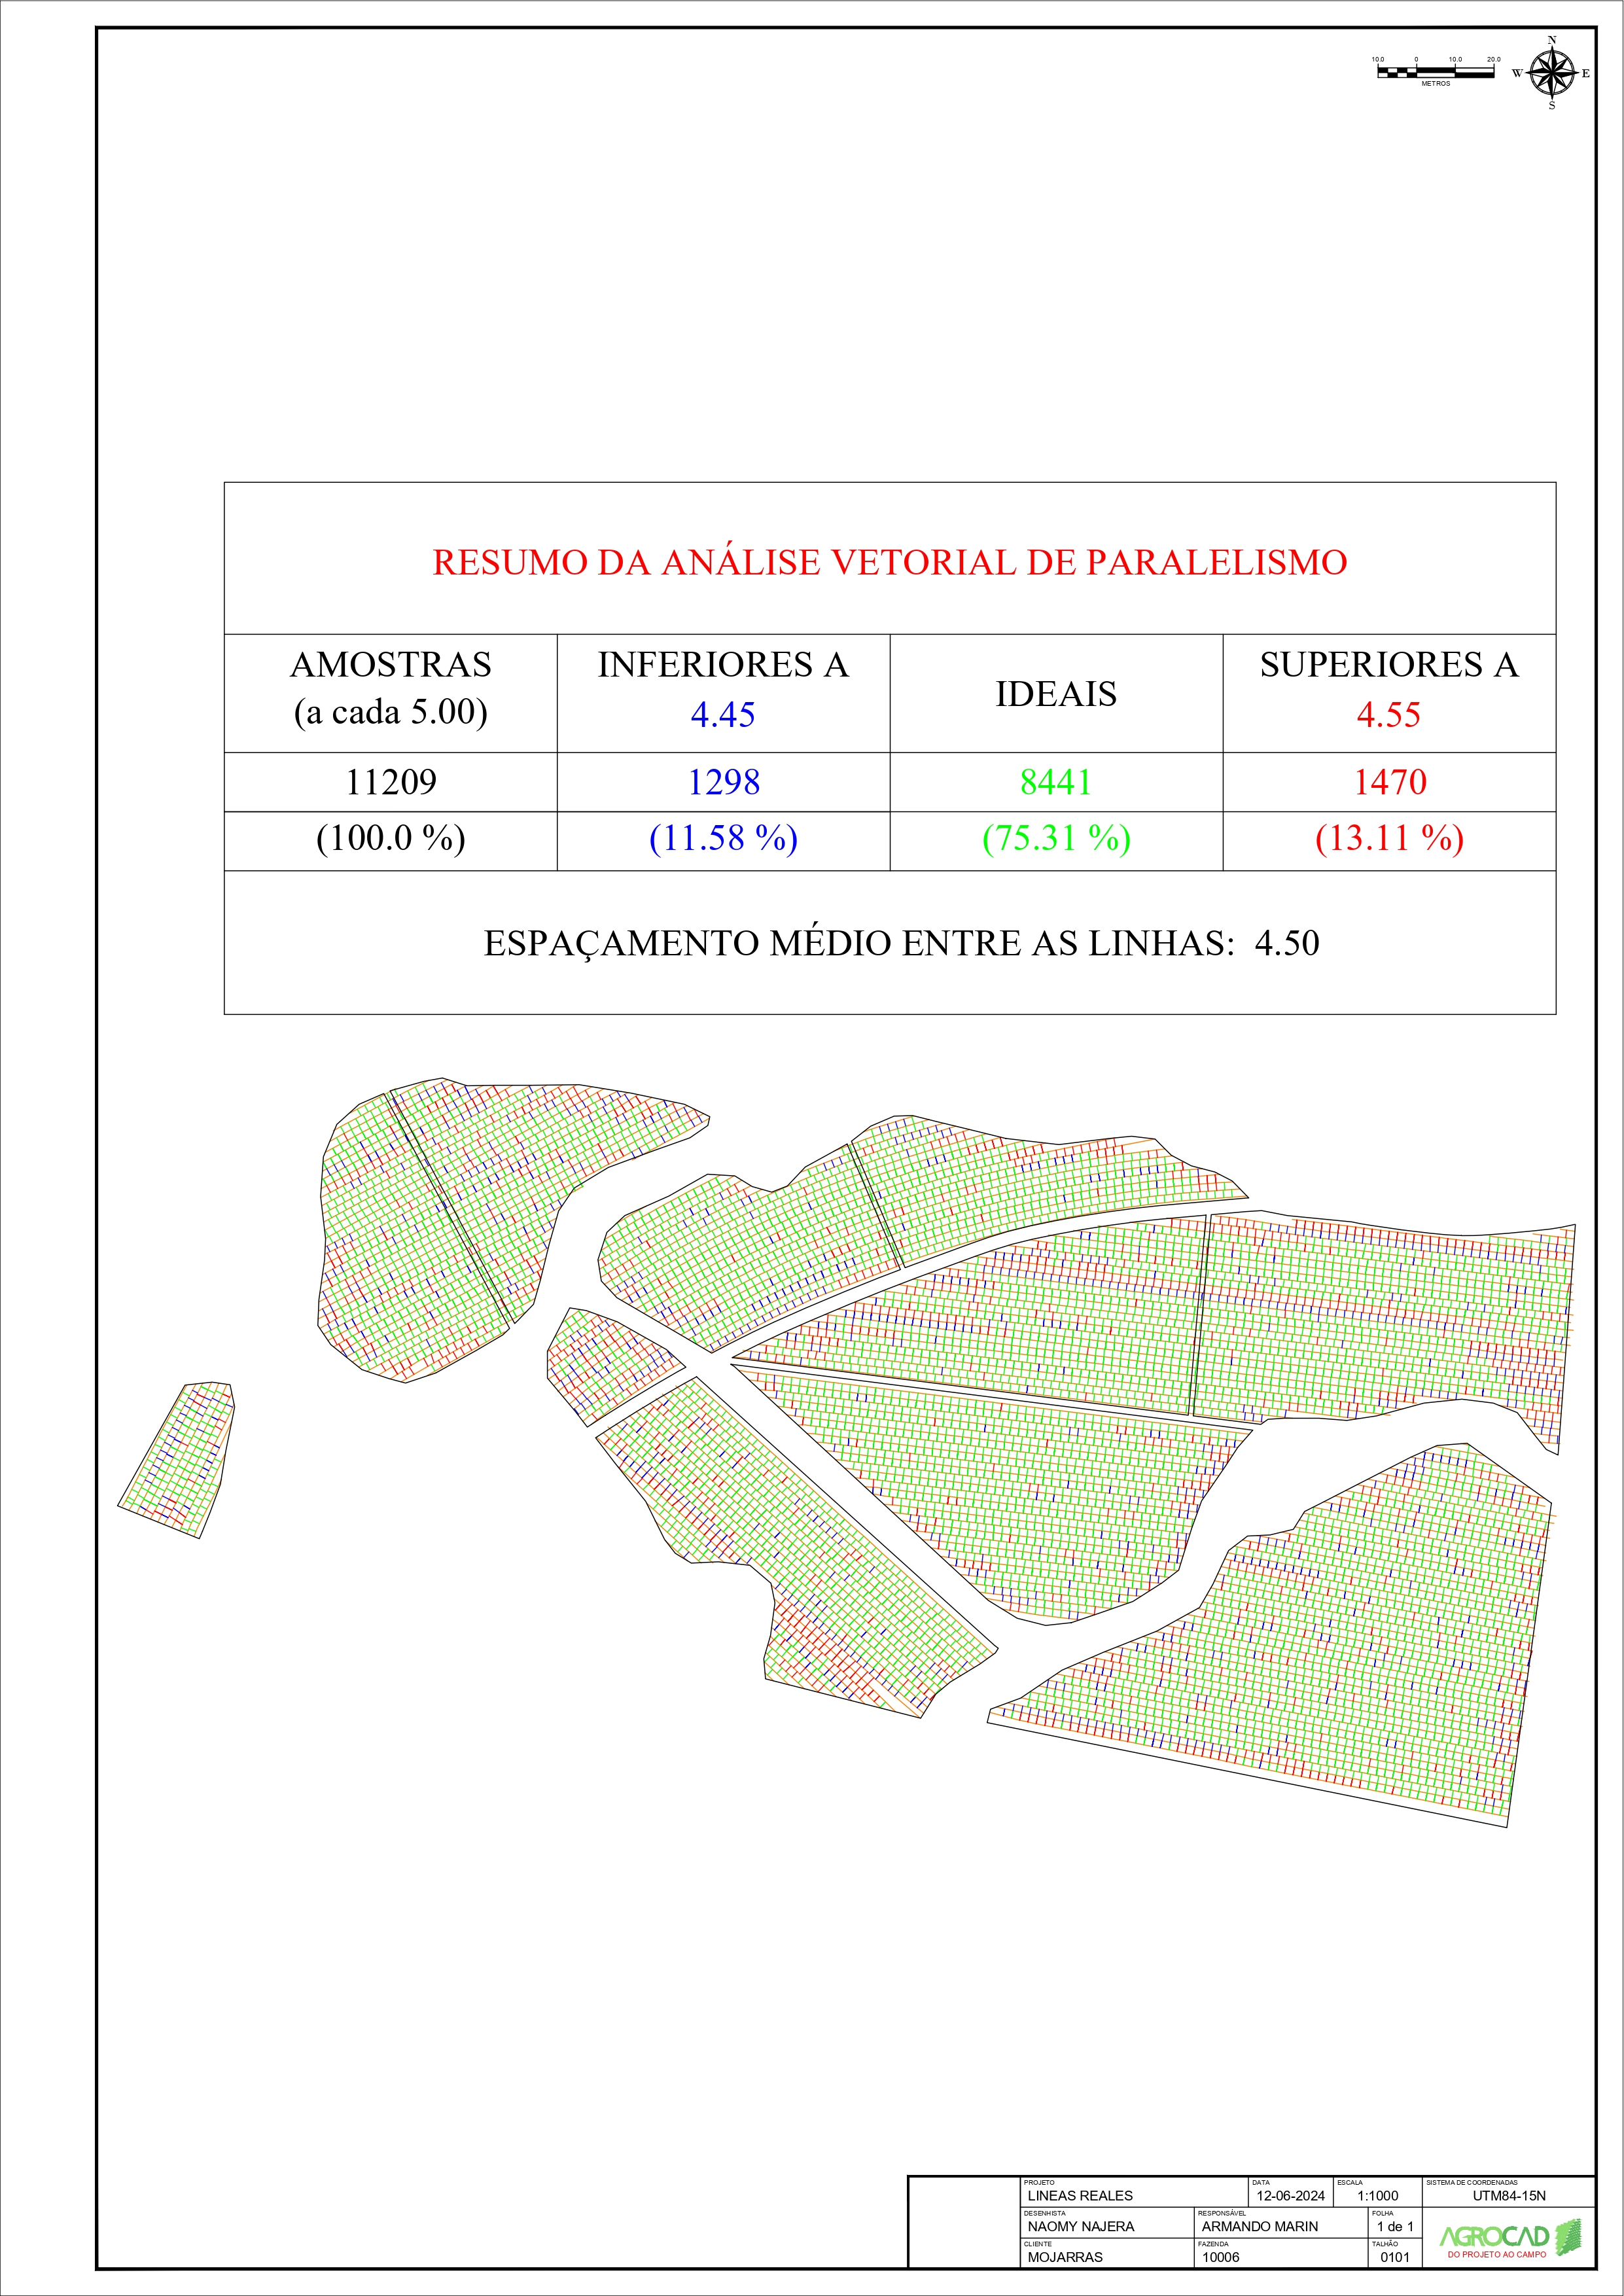 N
W E
S
10.0 0 10.0 20.0
METROS
RESUMO DA ANÁLISE VETORIAL DE PARALELISMO
AMOSTRAS
(a cada 5.00)
INFERIORES A
4.45
IDEAIS
SUPERIORES A
4.55
11209 1298 8441 1470
(100.0 %) (11.58 %) (75.31 %) (13.11 %)
ESPAÇAMENTO MÉDIO ENTRE AS LINHAS: 4.50
PROJETO
LINEAS REALES
DATA
12-06-2024
ESCALA
1:1000
SISTEMA DE COORDENADAS
UTM84-15N
DESENHISTA
NAOMY NAJERA
RESPONSÁVEL
ARMANDO MARIN
FOLHA
1 de 1
CLIENTE
MOJARRAS
FAZENDA
10006
TALHÃO
0101
AGROCAD
DO PROJETO AO CAMPO